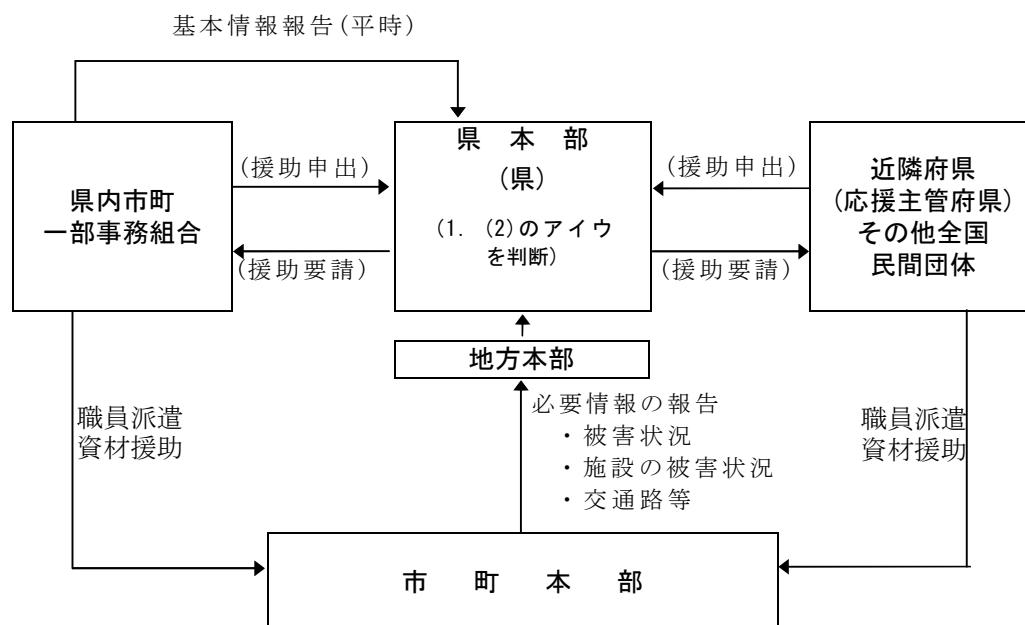 基本情報報告(平時)
県内市町
一部事務組合
(援助申出)
(援助要請)
県本部
(県)
(1. (2)のアイウ
を判断)
(援助申出)
(援助要請)
近隣府県
(応援主管府県)
その他全国
民間団体
地方本部
職員派遣
資材援助
必要情報の報告
・被害状況
・施設の被害状況
・交通路等
職員派遣
資材援助
市町本部